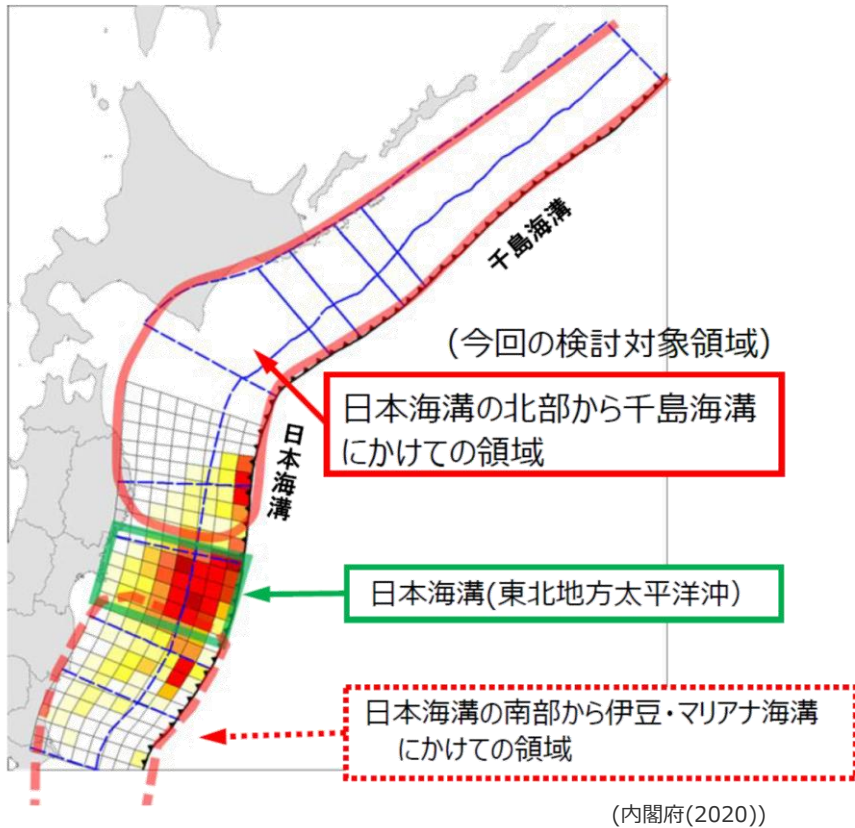 千島海溝
(今回の検討対象領域)
日本海溝の北部から千島海溝
にかけての領域
日本海溝
日本海溝(東北地方太平洋沖)
日本海溝の南部から伊豆・マリアナ海溝
にかけての領域
(内閣府(2020))